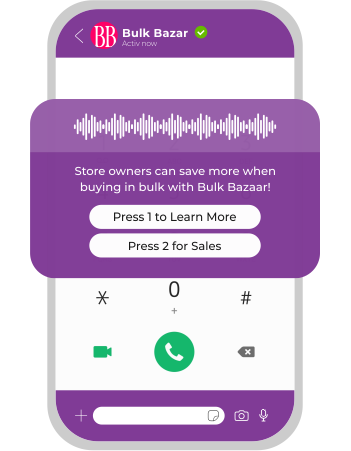 BB Bulk Bazar
Activ now
Store owners can save more when
buying in bulk with Bulk Bazaar!
Press 1 to Learn More
Press 2 for Sales
* 0 #
+